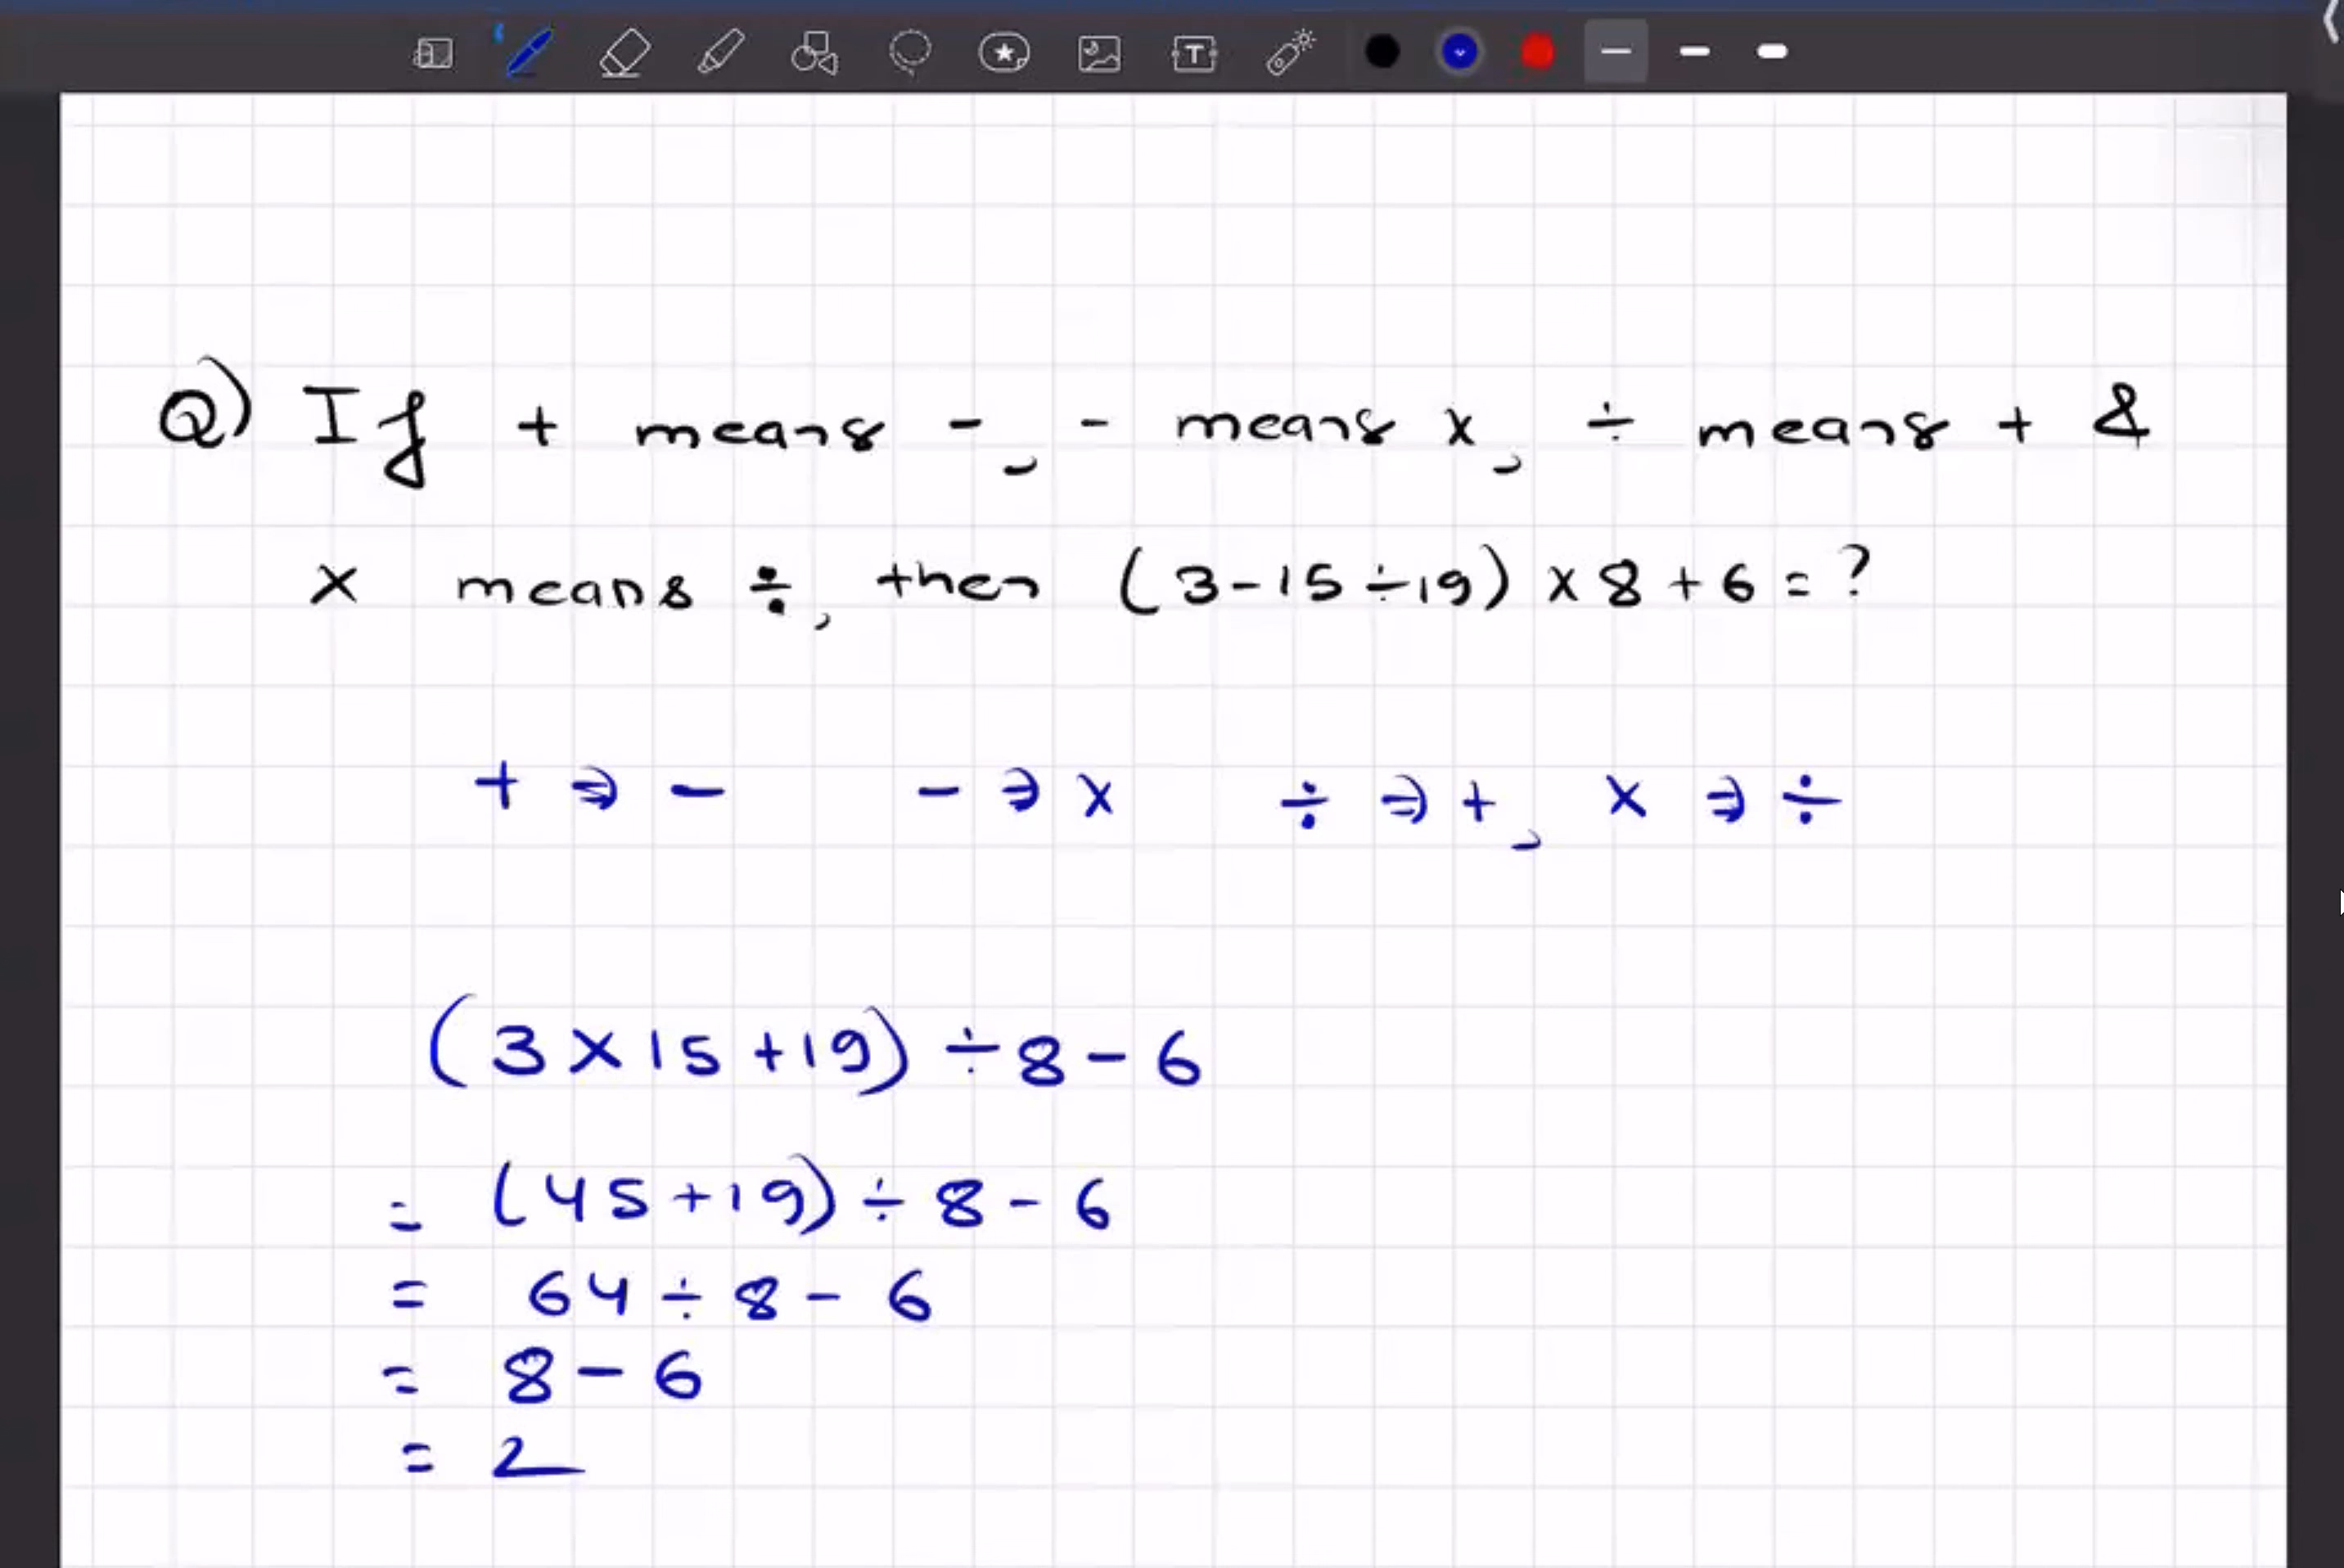 Q) If + means -, - means x, ÷ means + &
x means ÷, then (3-15÷19) x 8 + 6 = ?
+ ⇒ - - ⇒ x ÷ ⇒ +, x ⇒ ÷
(3 x 15 + 19) ÷ 8 - 6
= (45 + 19) ÷ 8 - 6
= 64 ÷ 8 - 6
= 8 - 6
= 2